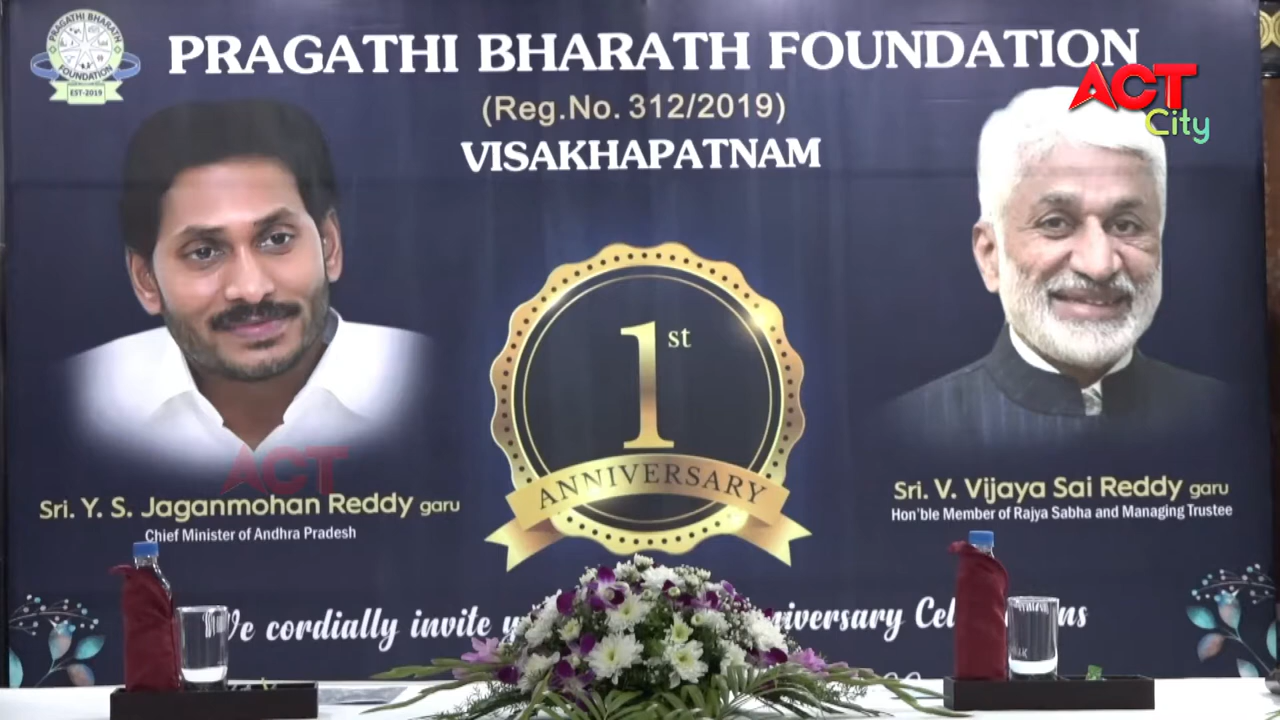 PRAGATHI BHARATH
FOUNDATION
EST-2019
PRAGATHI BHARATH FOUNDATION
ACT
City
(Reg.No. 312/2019)
VISAKHAPATNAM
1st
ANNIVERSARY
ACT
Sri. Y. S. Jaganmohan Reddy garu
Chief Minister of Andhra Pradesh
Sri. V. Vijaya Sai Reddy garu
Hon'ble Member of Rajya Sabha and Managing Trustee
We cordially invite